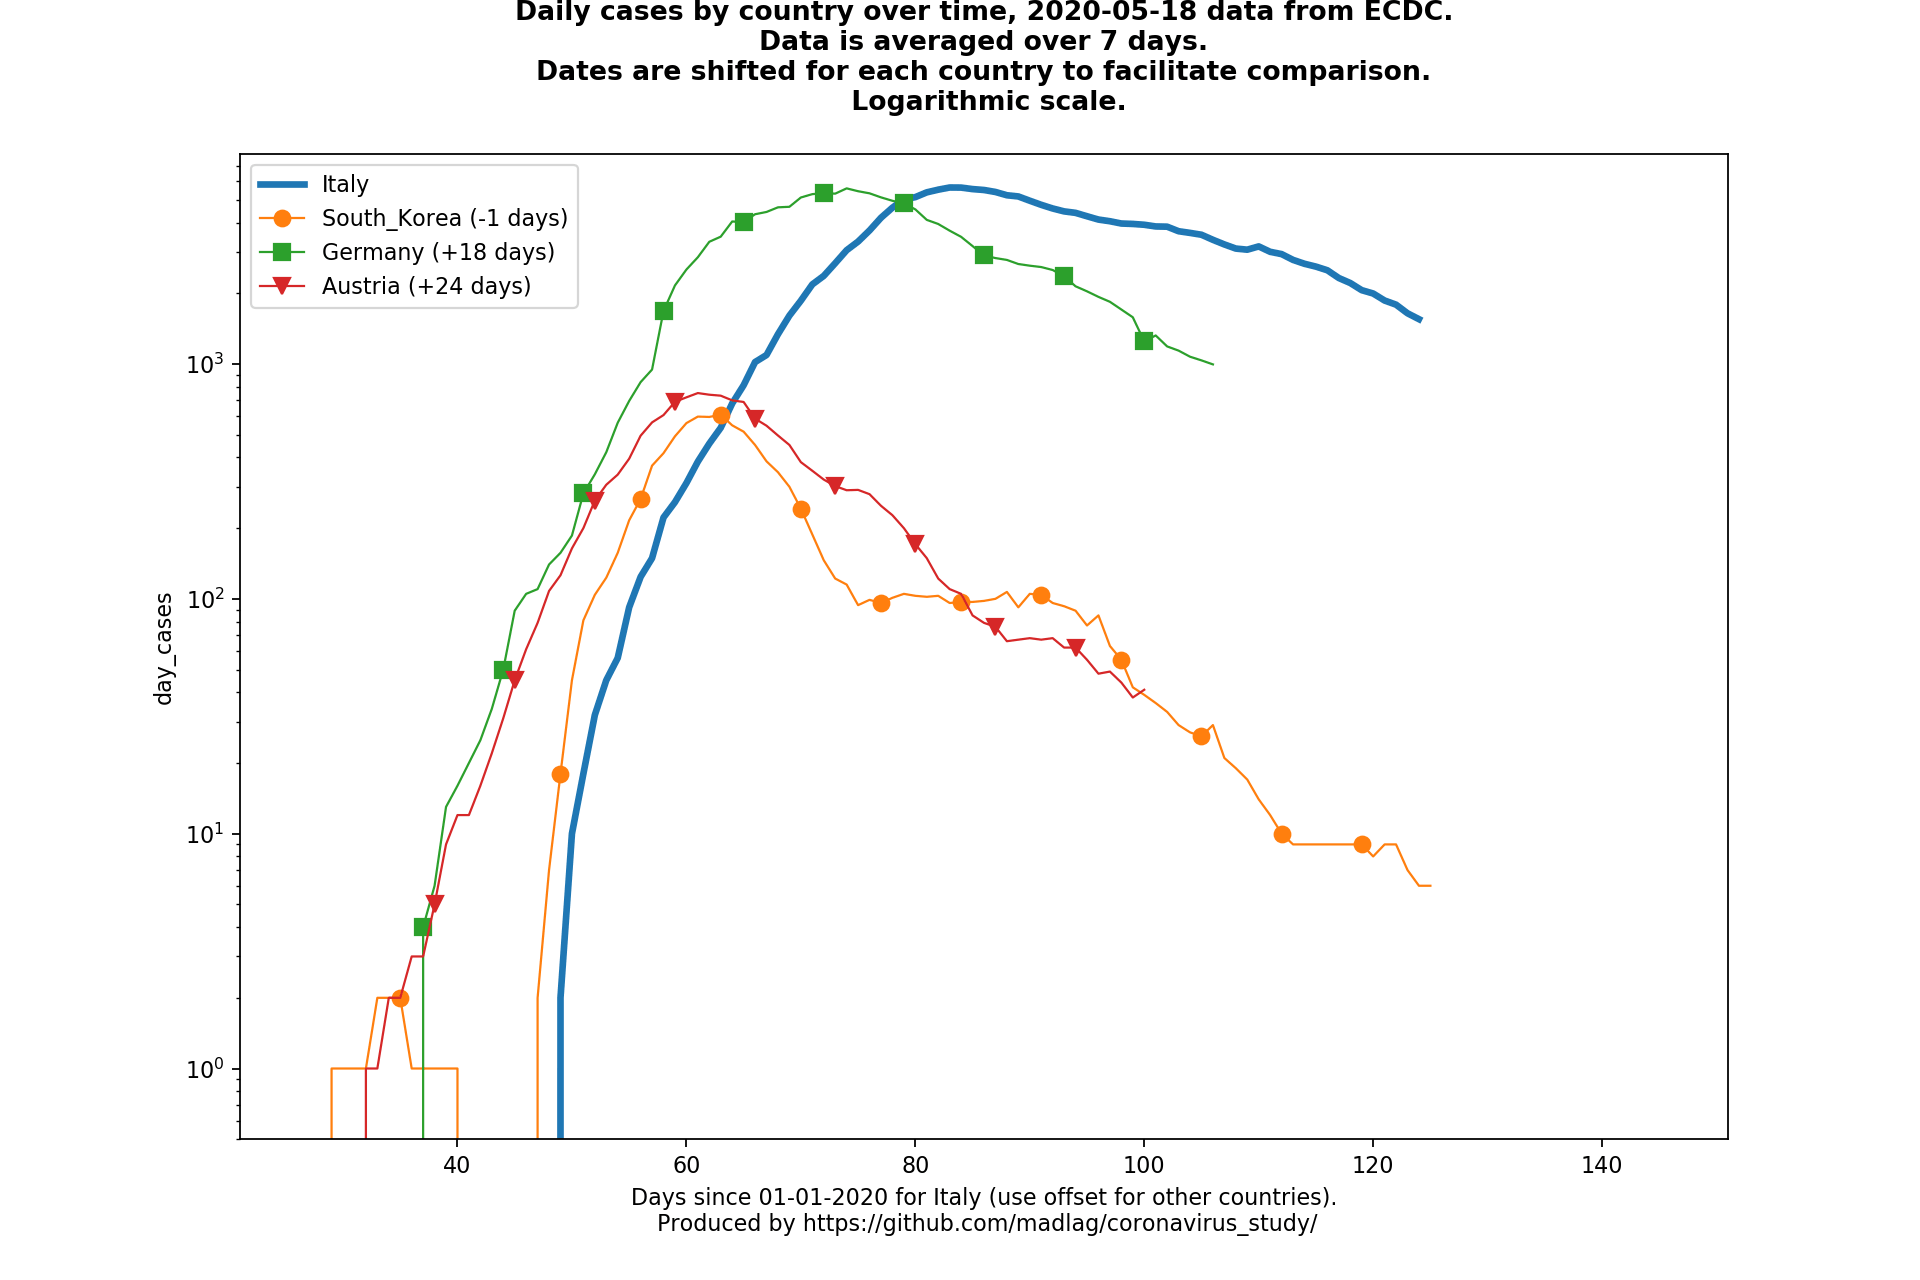 Daily cases by country over time, 2020-05-18 data from ECDC.
Data is averaged over 7 days.
Dates are shifted for each country to facilitate comparison.
Logarithmic scale.
Italy
South_Korea (-1 days)
Germany (+18 days)
Austria (+24 days)
day_cases
10³
10²
10¹
10⁰
40 60 80 100 120 140
Days since 01-01-2020 for Italy (use offset for other countries).
Produced by https://github.com/madlag/coronavirus_study/